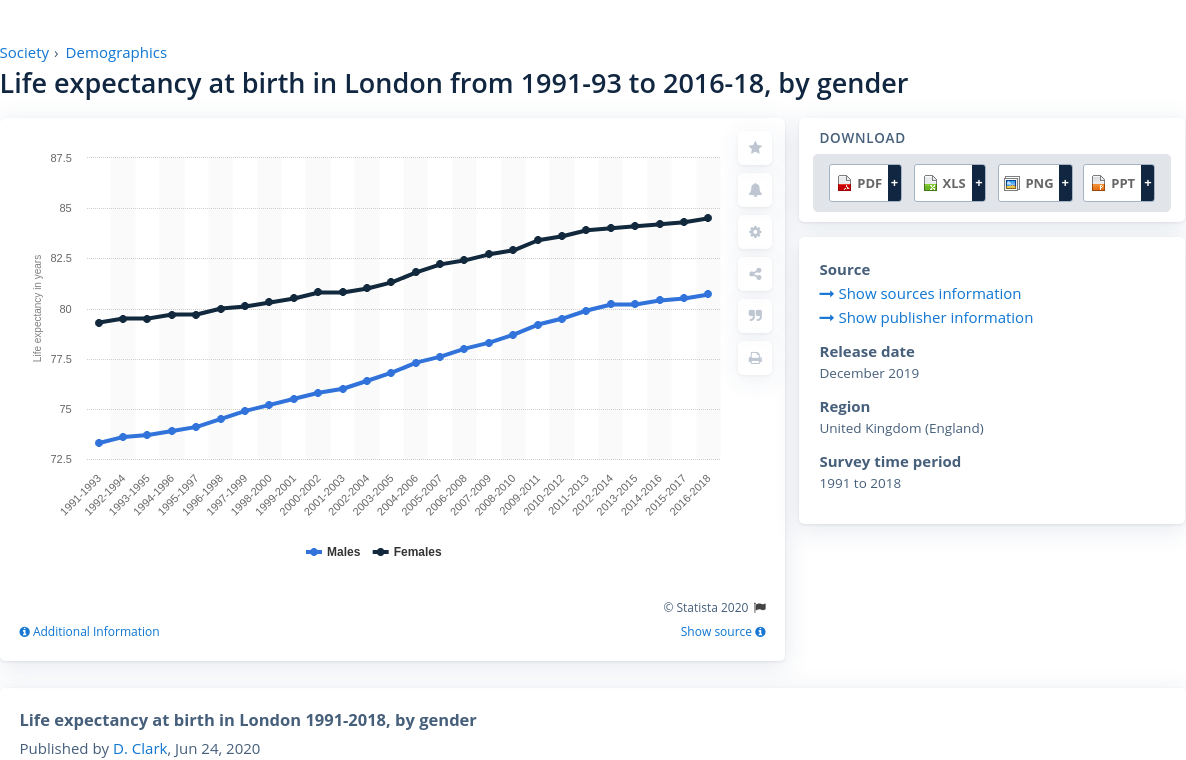 Society › Demographics
Life expectancy at birth in London from 1991-93 to 2016-18, by gender
87.5
85
82.5
80
77.5
75
72.5
Life expectancy in years
1991-1993
1992-1994
1993-1995
1994-1996
1995-1997
1996-1998
1997-1999
1998-2000
1999-2001
2000-2002
2001-2003
2002-2004
2003-2005
2004-2006
2005-2007
2006-2008
2007-2009
2008-2010
2009-2011
2010-2012
2011-2013
2012-2014
2013-2015
2014-2016
2015-2017
2016-2018
Males Females
© Statista 2020
Additional Information Show source
DOWNLOAD
PDF + XLS + PNG + PPT +
Source
Show sources information
Show publisher information
Release date
December 2019
Region
United Kingdom (England)
Survey time period
1991 to 2018
Life expectancy at birth in London 1991-2018, by gender
Published by D. Clark, Jun 24, 2020